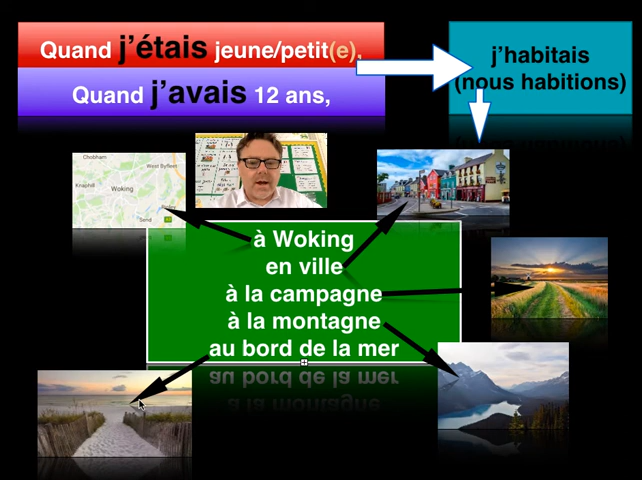 Quand j'étais jeune/petit(e),
Quand j'avais 12 ans,
j'habitais
(nous habitions)
Chobham
West Byfleet
Knaphill
Woking
Send
à Woking
en ville
à la campagne
à la montagne
au bord de la mer